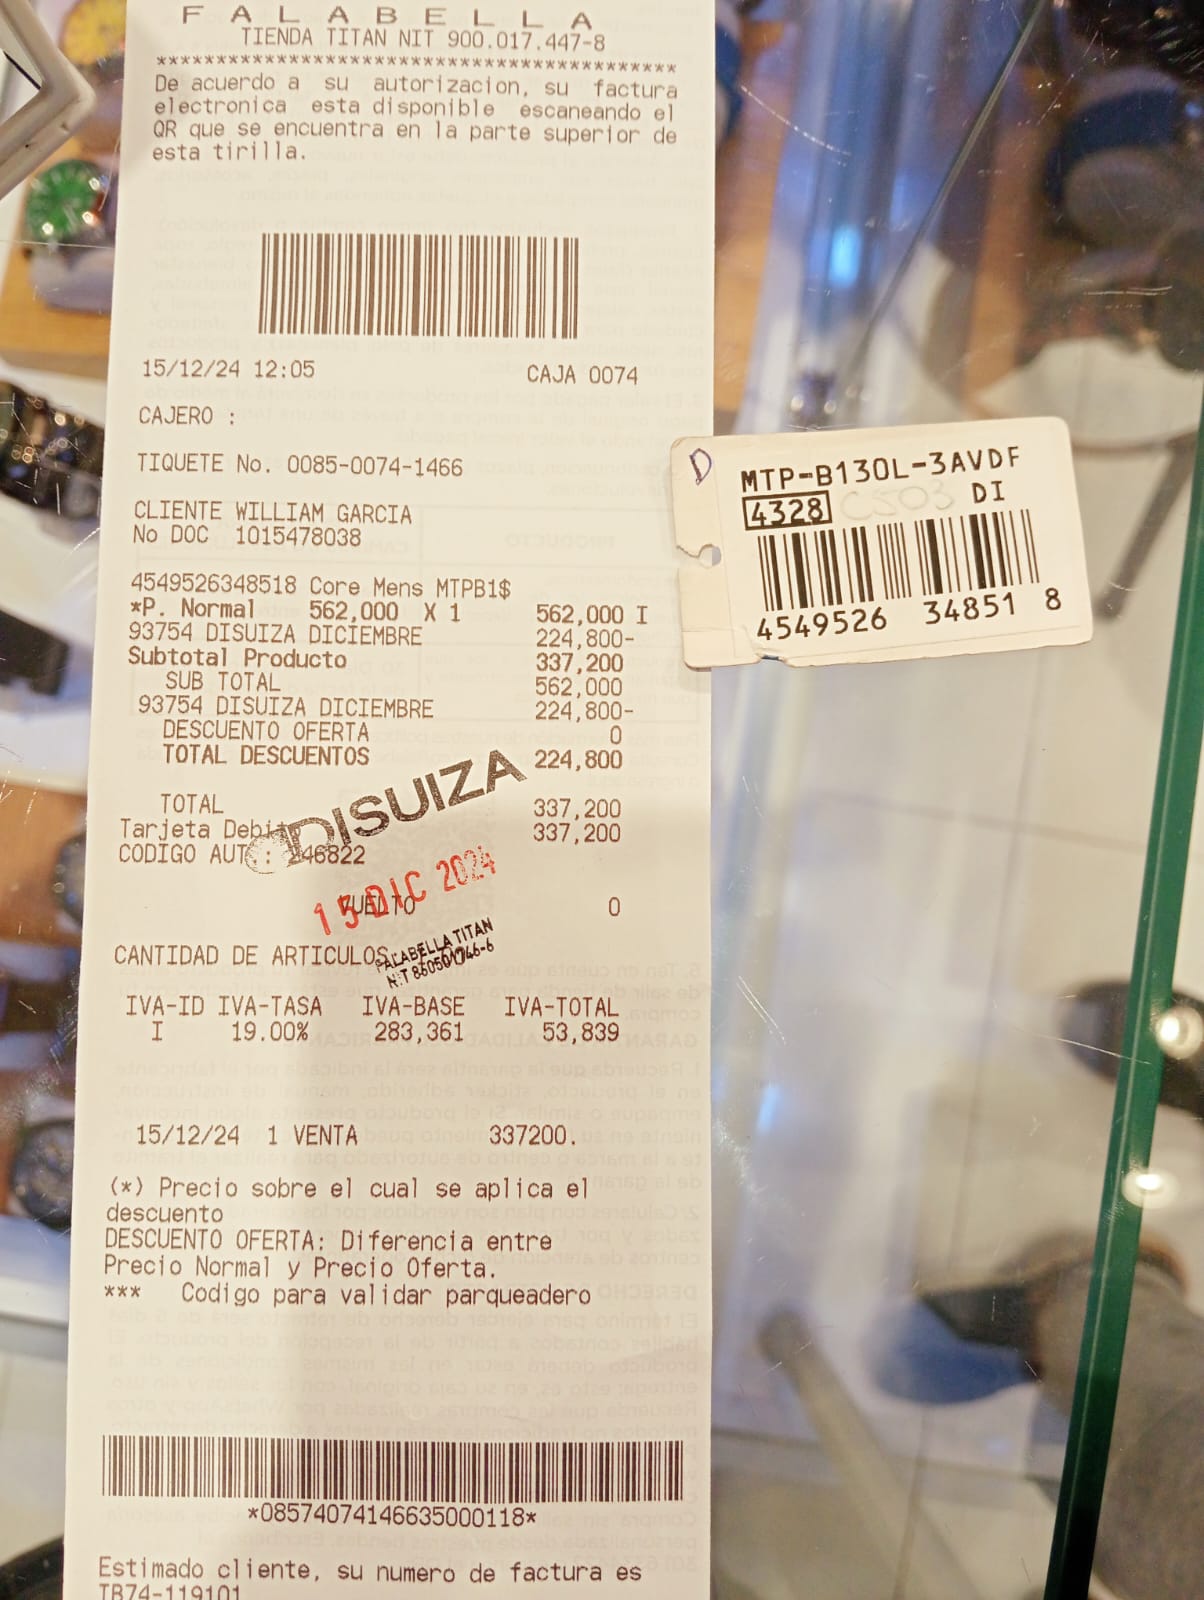 FALABELLA
TIENDA TITAN NIT 900.017.447-8
******************************************
De acuerdo a su autorizacion, su factura
electronica esta disponible escaneando el
QR que se encuentra en la parte superior de
esta tirilla.
15/12/24 12:05 CAJA 0074
CAJERO :
TIQUETE No. 0085-0074-1466
CLIENTE WILLIAM GARCIA
No DOC 1015478038
4549526348518 Core Mens MTPB1$
*P. Normal 562,000 X 1 562,000 I
93754 DISUIZA DICIEMBRE 224,800-
Subtotal Producto 337,200
SUB TOTAL 562,000
93754 DISUIZA DICIEMBRE 224,800-
DESCUENTO OFERTA 0
TOTAL DESCUENTOS 224,800
TOTAL 337,200
Tarjeta Debito 337,200
CODIGO AUT.: 246822
DISUIZA
15 DIC 2024
VUELTO 0
FALABELLA TITAN
CANTIDAD DE ARTICULOS
IVA-ID IVA-TASA IVA-BASE IVA-TOTAL
I 19.00% 283,361 53,839
15/12/24 1 VENTA 337200.
(*) Precio sobre el cual se aplica el
descuento
DESCUENTO OFERTA: Diferencia entre
Precio Normal y Precio Oferta.
*** Codigo para validar parqueadero
*08574074146635000118*
Estimado cliente, su numero de factura es
TB74-119101
D
MTP-B130L-3AVDF
4328 C503 DI
4549526 34851 8